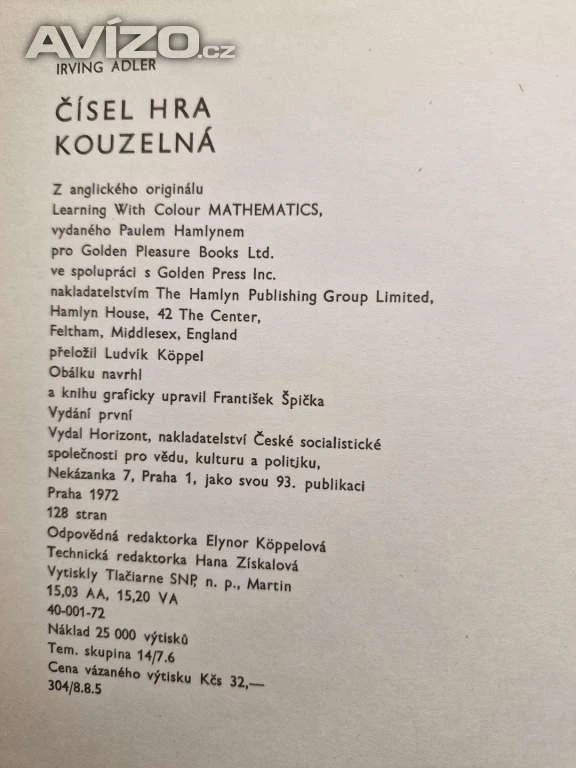 AVÍZO.cz
IRVING ADLER
ČÍSEL HRA
KOUZELNÁ
Z anglického originálu
Learning With Colour MATHEMATICS,
vydaného Paulem Hamlynem
pro Golden Pleasure Books Ltd.
ve spolupráci s Golden Press Inc.
nakladatelstvím The Hamlyn Publishing Group Limited,
Hamlyn House, 42 The Center,
Feltham, Middlesex, England
přeložil Ludvík Köppel
Obálku navrhl
a knihu graficky upravil František Špička
Vydání první
Vydal Horizont, nakladatelství České socialistické
společnosti pro vědu, kulturu a politiku,
Nekázanka 7, Praha 1, jako svou 93. publikaci
Praha 1972
128 stran
Odpovědná redaktorka Elynor Köppelová
Technická redaktorka Hana Získalová
Vytiskly Tlačiarne SNP, n. p., Martin
15,03 AA, 15,20 VA
40-001-72
Náklad 25 000 výtisků
Tem. skupina 14/7.6
Cena vázaného výtisku Kčs 32,—
304/8.8.5